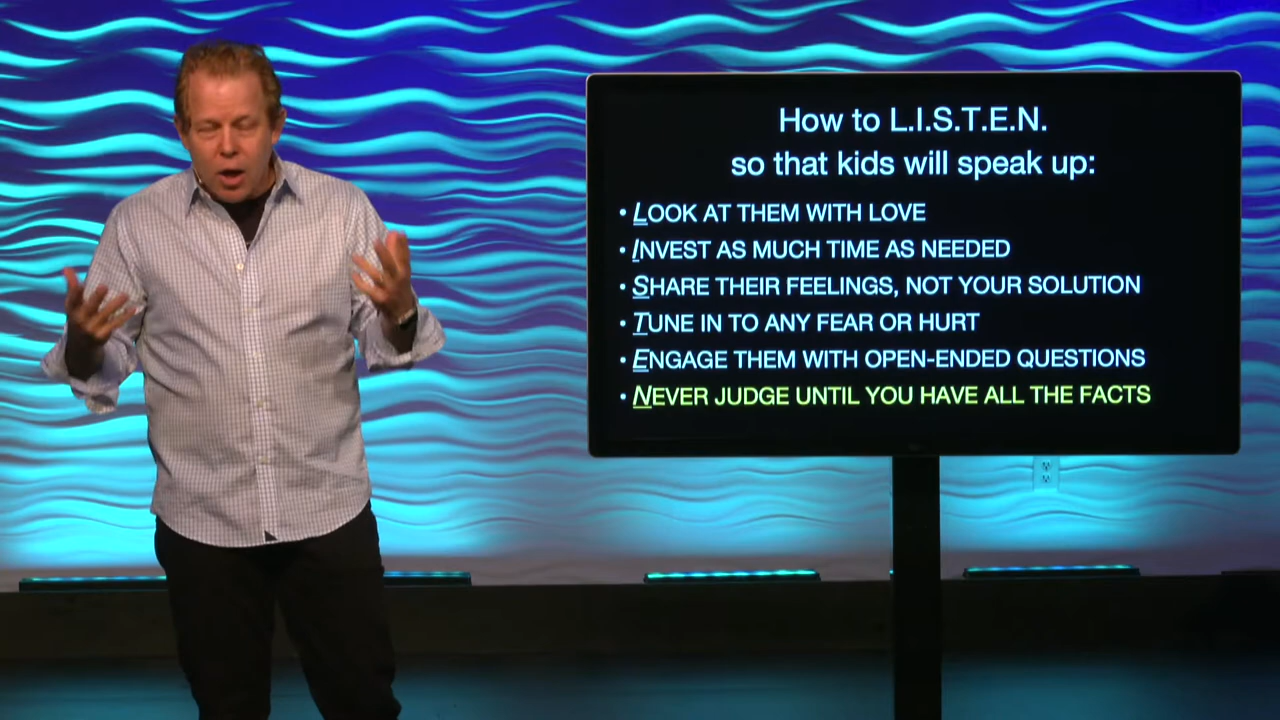 How to L.I.S.T.E.N.
so that kids will speak up:
• LOOK AT THEM WITH LOVE
• INVEST AS MUCH TIME AS NEEDED
• SHARE THEIR FEELINGS, NOT YOUR SOLUTION
• TUNE IN TO ANY FEAR OR HURT
• ENGAGE THEM WITH OPEN-ENDED QUESTIONS
• NEVER JUDGE UNTIL YOU HAVE ALL THE FACTS